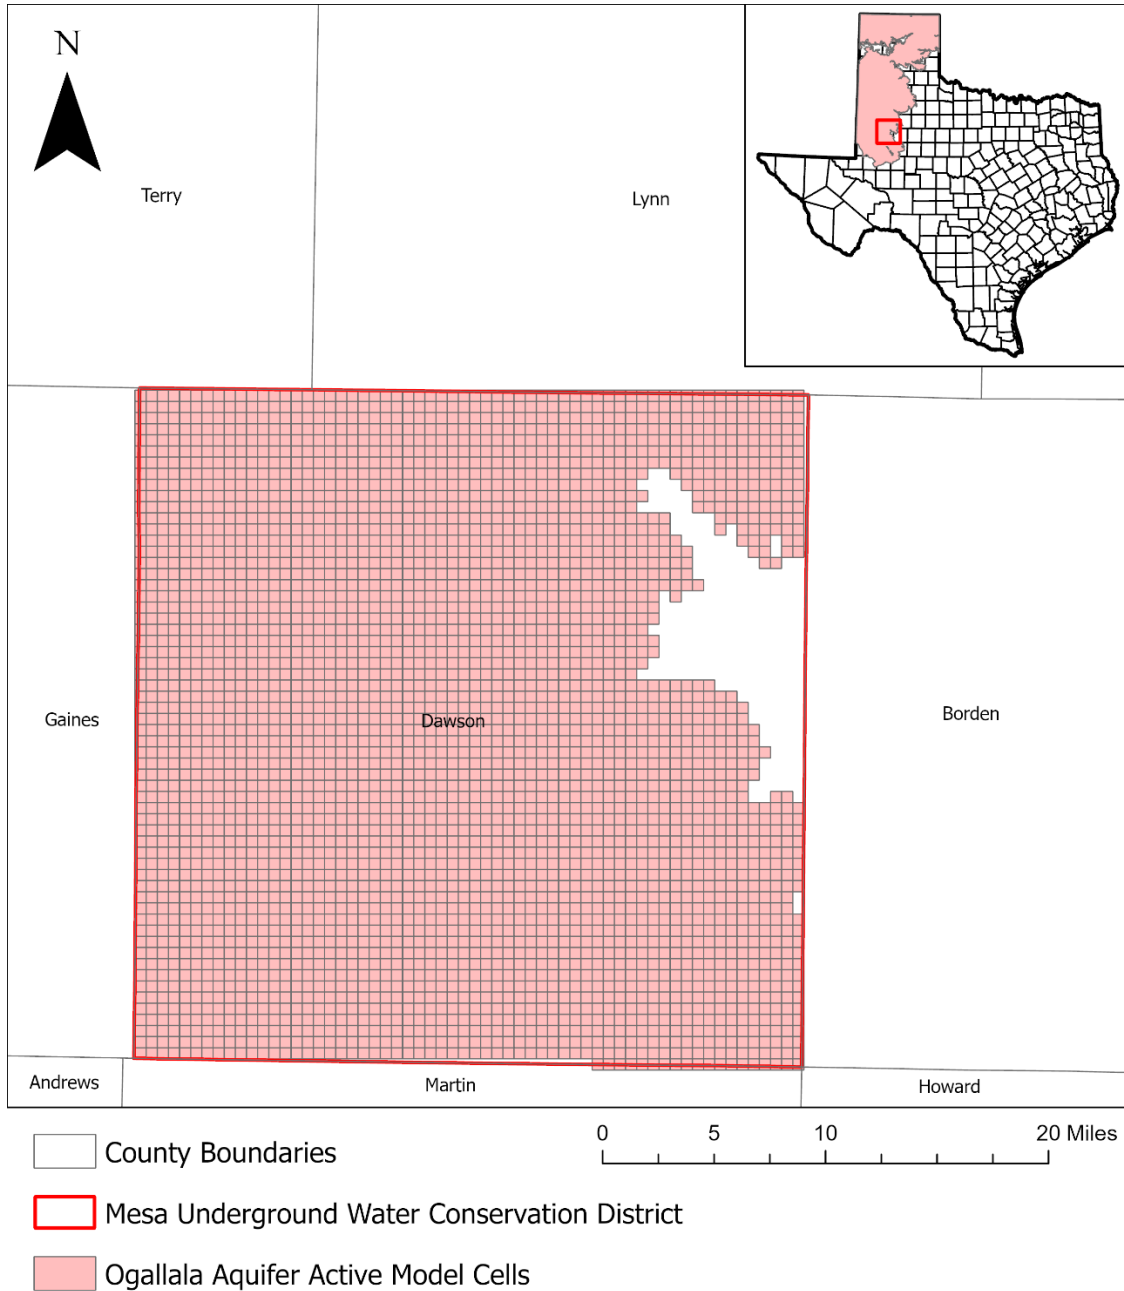 N
Terry
Lynn
Gaines
Dawson
Borden
Andrews
Martin
Howard
County Boundaries
0 5 10 20 Miles
Mesa Underground Water Conservation District
Ogallala Aquifer Active Model Cells